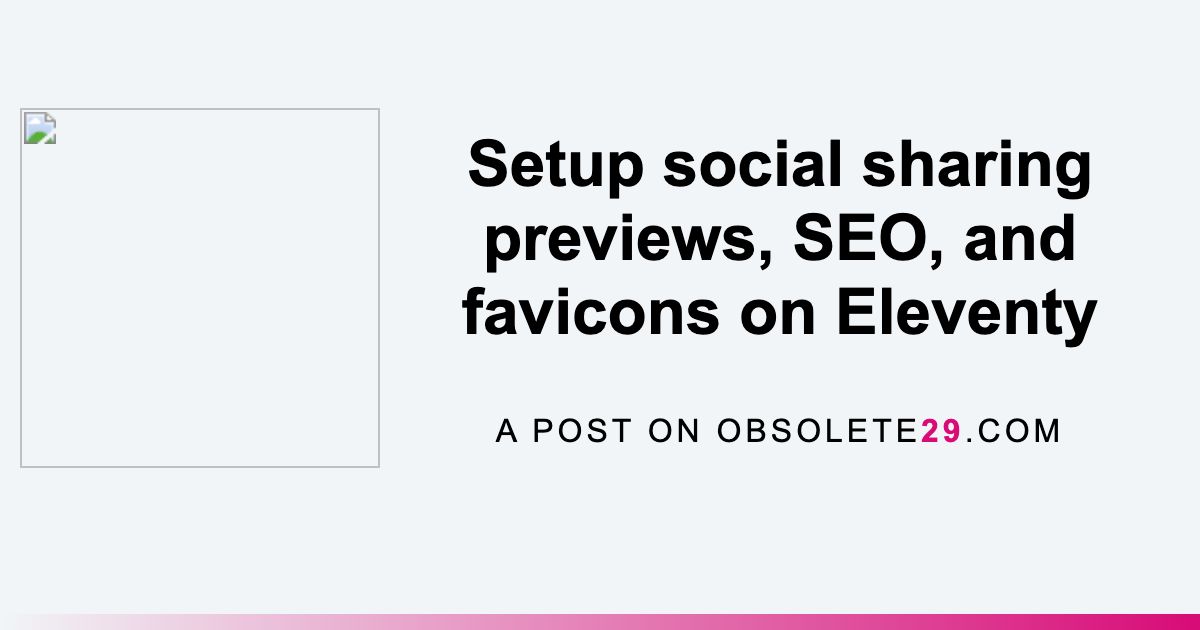 Setup social sharing
previews, SEO, and
favicons on Eleventy
A POST ON OBSOLETE29.COM